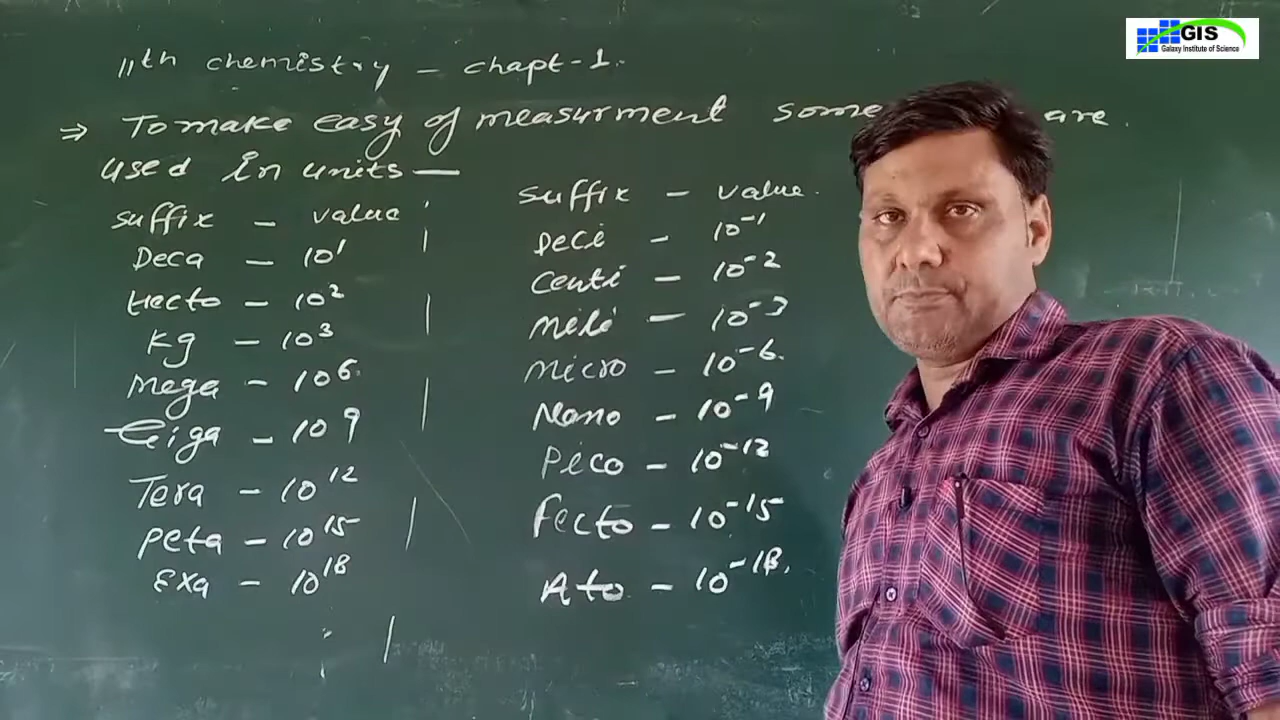 11th chemistry - chapt-1.
⇒ To make easy of measurment some are.
used in units —
suffix - value
Deca - 10¹
Hecto - 10²
Kg - 10³
Mega - 10⁶
Giga - 10⁹
Tera - 10¹²
Peta - 10¹⁵
Exa - 10¹⁸
suffix - value.
Deci - 10⁻¹
Centi - 10⁻²
Mili - 10⁻³
Micro - 10⁻⁶
Nano - 10⁻⁹
Pico - 10⁻¹²
Fecto - 10⁻¹⁵
Ato - 10⁻¹⁸.
GIS
Galaxy Institute of Science